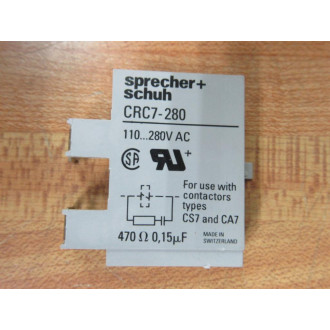 sprecher+
schuh
CRC7-280
110...280V AC
For use with
contactors
types
CS7 and CA7
470 Ω 0,15µF
MADE IN
SWITZERLAND